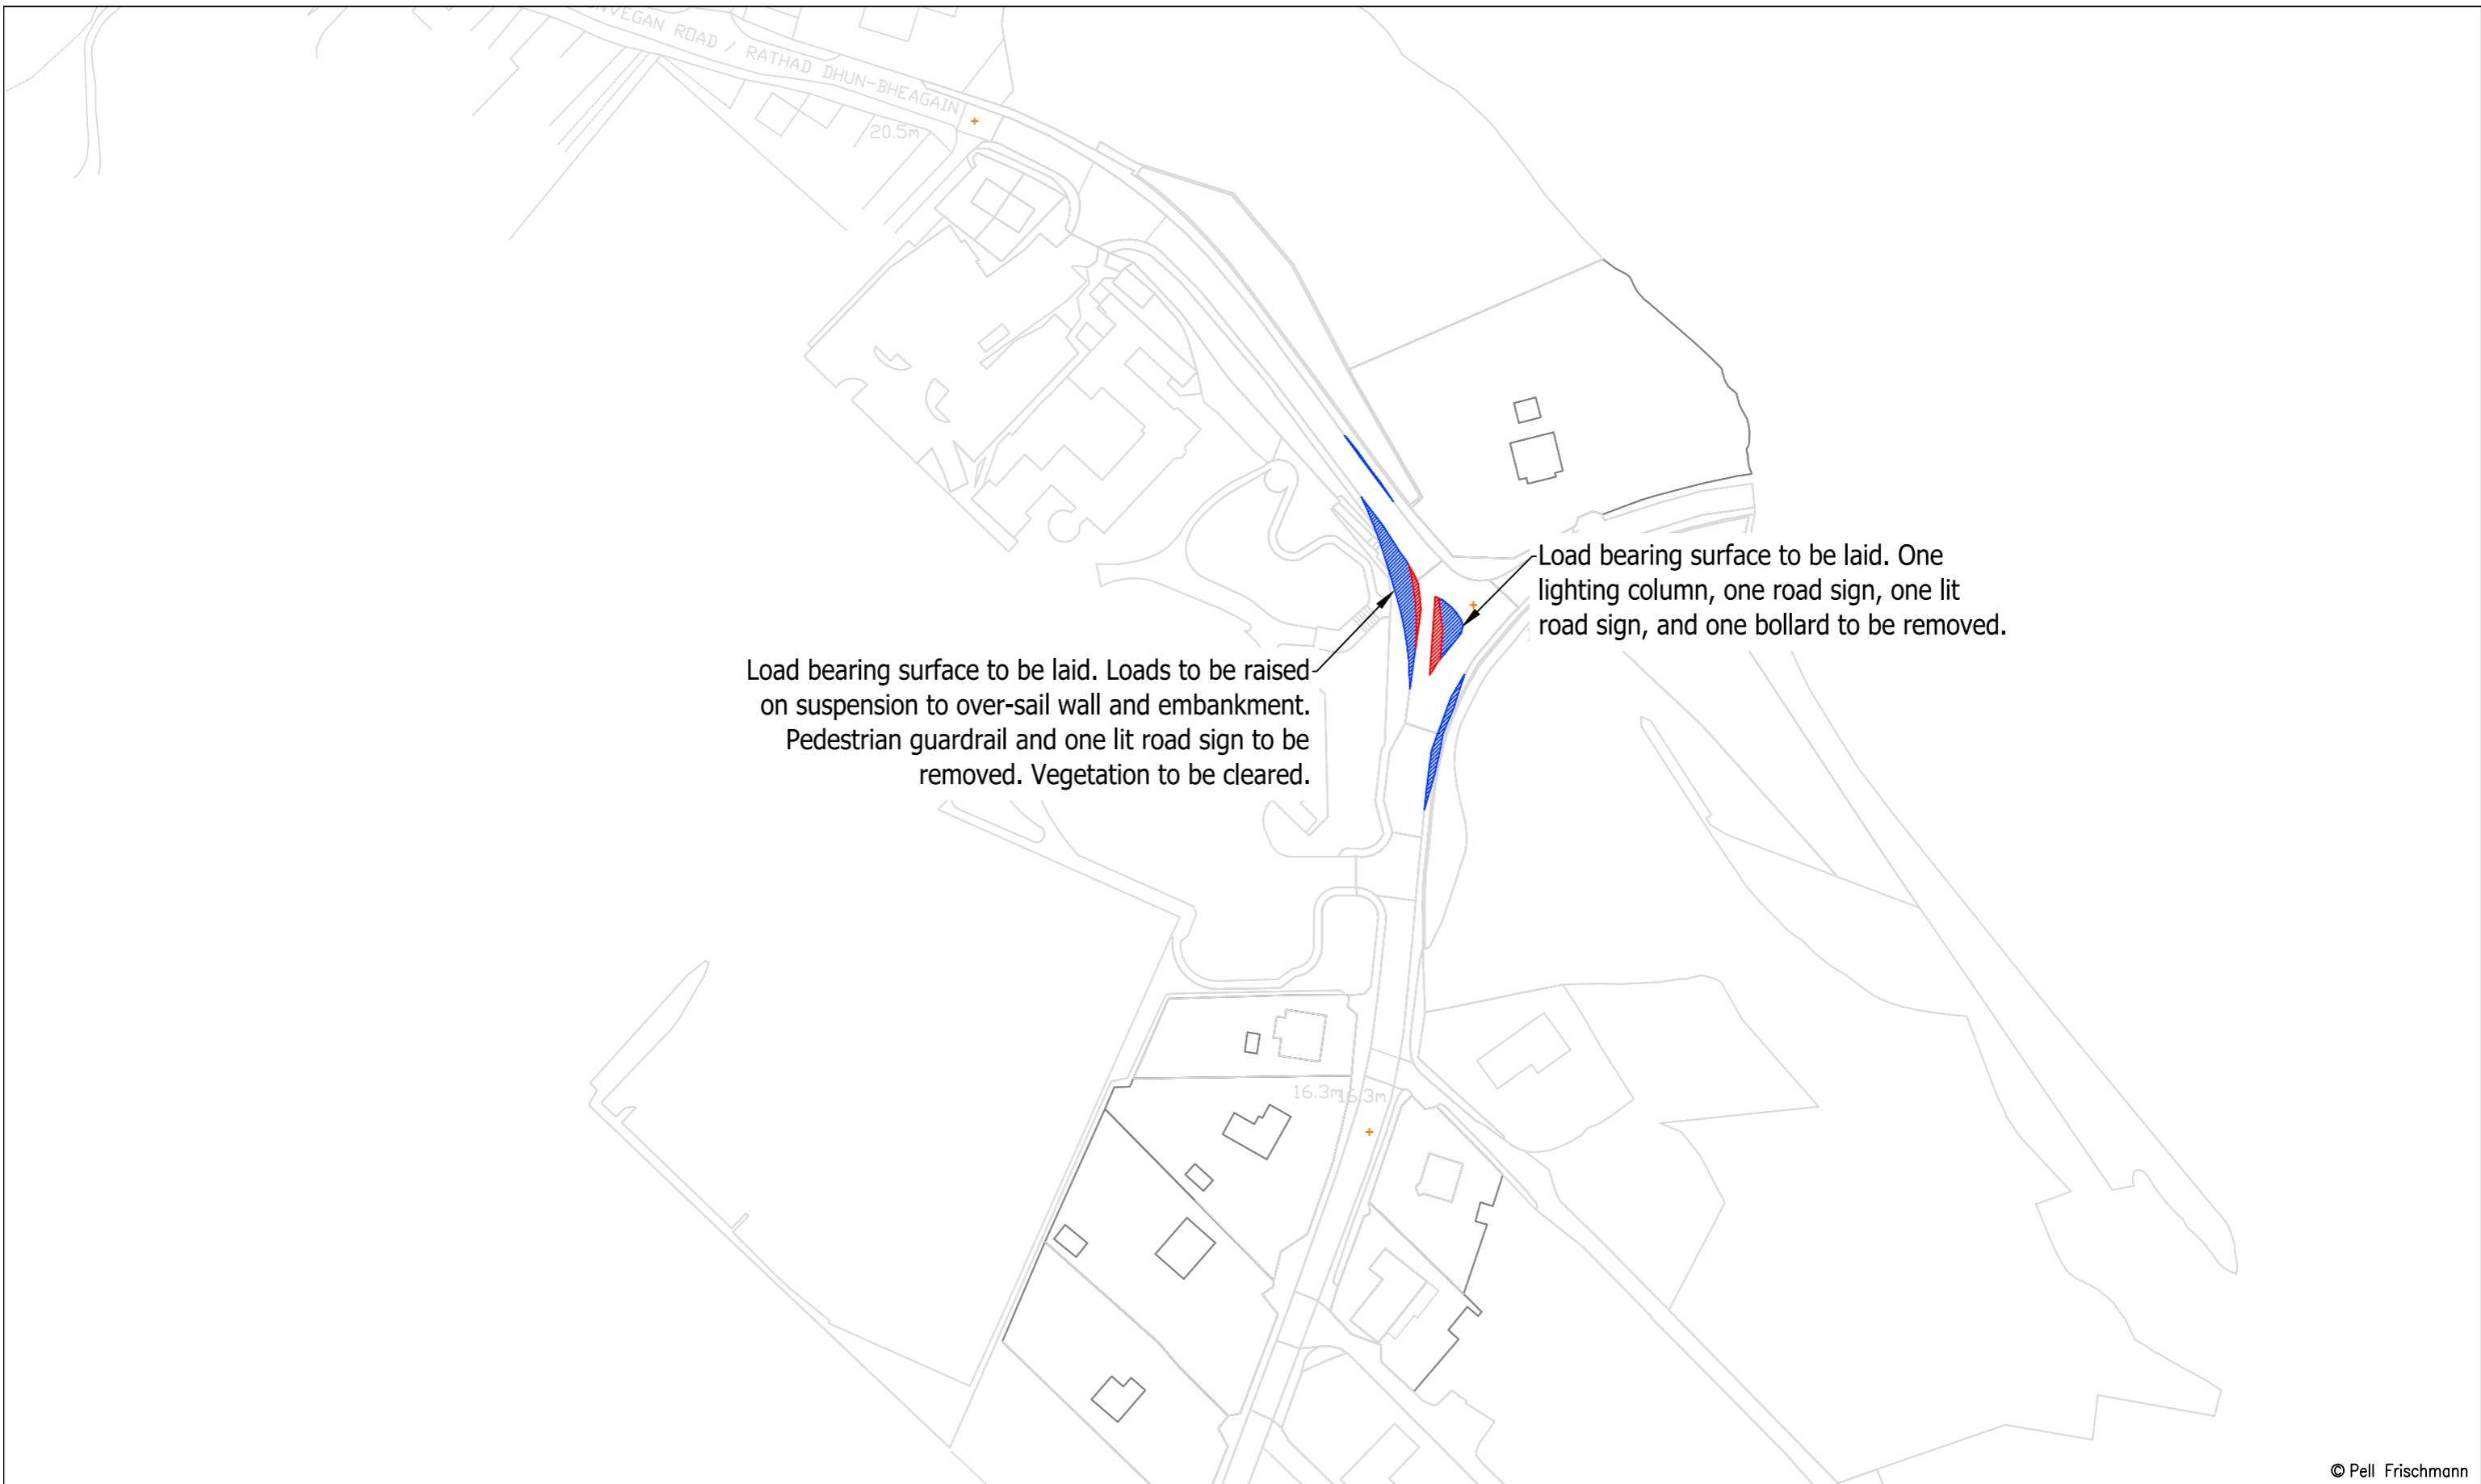 NVEGAN ROAD / RATHAD DHUN-BHEAGAIN
20.5m
Load bearing surface to be laid. One
lighting column, one road sign, one lit
road sign, and one bollard to be removed.
Load bearing surface to be laid. Loads to be raised
on suspension to over-sail wall and embankment.
Pedestrian guardrail and one lit road sign to be
removed. Vegetation to be cleared.
16.3m
16.3m
© Pell Frischmann